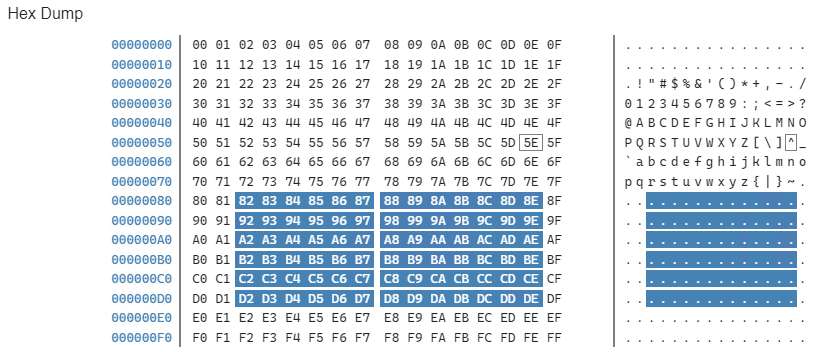 Hex Dump
00000000 00 01 02 03 04 05 06 07 08 09 0A 0B 0C 0D 0E 0F ................
00000010 10 11 12 13 14 15 16 17 18 19 1A 1B 1C 1D 1E 1F ................
00000020 20 21 22 23 24 25 26 27 28 29 2A 2B 2C 2D 2E 2F .!"#$%&'()*+,-./
00000030 30 31 32 33 34 35 36 37 38 39 3A 3B 3C 3D 3E 3F 0123456789:;<=>?
00000040 40 41 42 43 44 45 46 47 48 49 4A 4B 4C 4D 4E 4F @ABCDEFGHIJKLMNO
00000050 50 51 52 53 54 55 56 57 58 59 5A 5B 5C 5D 5E 5F PQRSTUVWXYZ[\]^_
00000060 60 61 62 63 64 65 66 67 68 69 6A 6B 6C 6D 6E 6F `abcdefghijklmno
00000070 70 71 72 73 74 75 76 77 78 79 7A 7B 7C 7D 7E 7F pqrstuvwxyz{|}~.
00000080 80 81 82 83 84 85 86 87 88 89 8A 8B 8C 8D 8E 8F ................
00000090 90 91 92 93 94 95 96 97 98 99 9A 9B 9C 9D 9E 9F ................
000000A0 A0 A1 A2 A3 A4 A5 A6 A7 A8 A9 AA AB AC AD AE AF ................
000000B0 B0 B1 B2 B3 B4 B5 B6 B7 B8 B9 BA BB BC BD BE BF ................
000000C0 C0 C1 C2 C3 C4 C5 C6 C7 C8 C9 CA CB CC CD CE CF ................
000000D0 D0 D1 D2 D3 D4 D5 D6 D7 D8 D9 DA DB DC DD DE DF ................
000000E0 E0 E1 E2 E3 E4 E5 E6 E7 E8 E9 EA EB EC ED EE EF ................
000000F0 F0 F1 F2 F3 F4 F5 F6 F7 F8 F9 FA FB FC FD FE FF ................